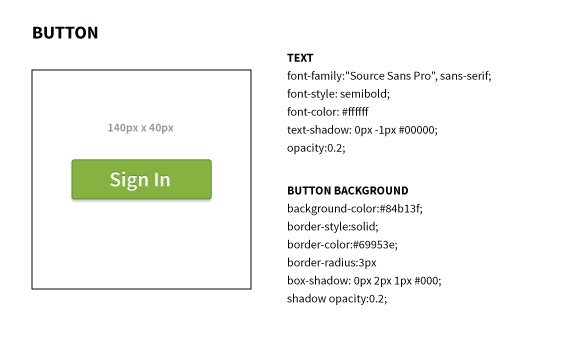 BUTTON
140px x 40px
Sign In
TEXT
font-family:"Source Sans Pro", sans-serif;
font-style: semibold;
font-color: #ffffff
text-shadow: 0px -1px #00000;
opacity:0.2;
BUTTON BACKGROUND
background-color:#84b13f;
border-style:solid;
border-color:#69953e;
border-radius:3px
box-shadow: 0px 2px 1px #000;
shadow opacity:0.2;